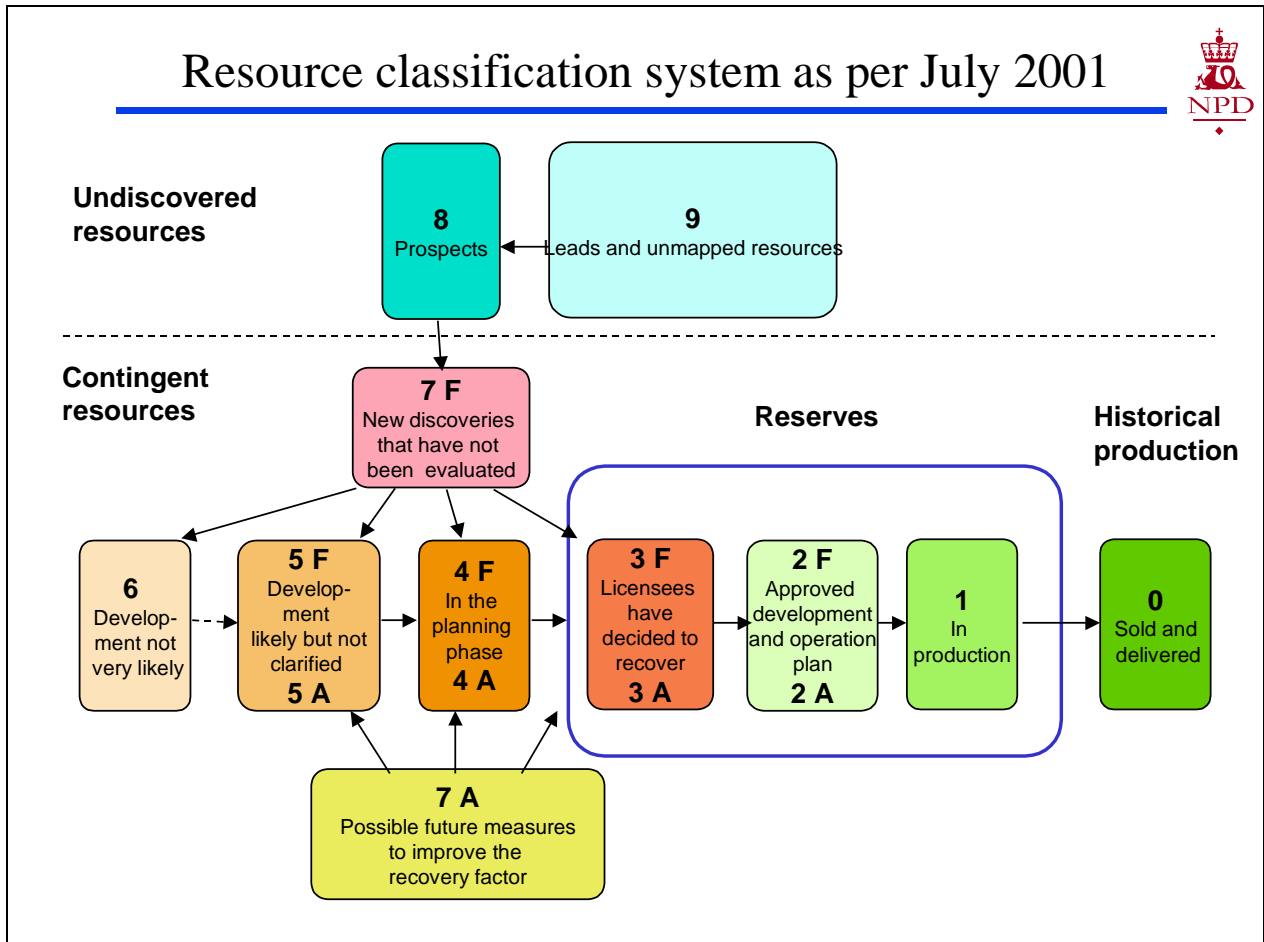 Resource classification system as per July 2001
NPD
Undiscovered
resources
8
Prospects
9
Leads and unmapped resources
Contingent
resources
7 F
New discoveries
that have not
been evaluated
Reserves
Historical
production
6
Develop-
ment not
very likely
5 F
Develop-
ment
likely but not
clarified
5 A
4 F
In the
planning
phase
4 A
3 F
Licensees
have
decided to
recover
3 A
2 F
Approved
development
and operation
plan
2 A
1
In
production
0
Sold and
delivered
7 A
Possible future measures
to improve the
recovery factor